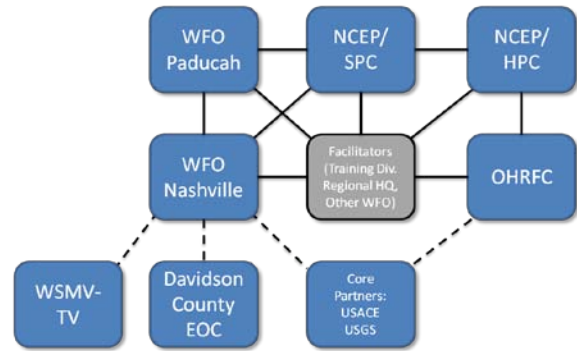 WFO
Paducah
NCEP/
SPC
NCEP/
HPC
WFO
Nashville
Facilitators
(Training Div.
Regional HQ,
Other WFO)
OHRFC
WSMV-
TV
Davidson
County
EOC
Core
Partners:
USACE
USGS